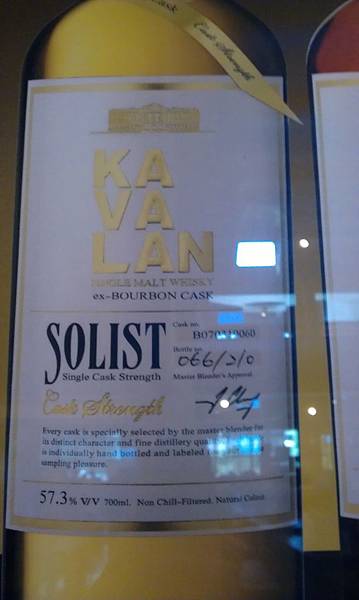 Cask Strength
KA
VA
LAN
SINGLE MALT WHISKY
ex-BOURBON CASK
SOLIST
Single Cask Strength
Cask no.
B070319060
Bottle no.
066/210
Master Blender's Approval
Cask Strength
Every cask is specially selected by the master blender for
its distinct character and fine distillery
is individually hand bottled and labeled
sampling pleasure.
57.3% V/V 700ml. Non Chill-Filtered. Natural Colour.